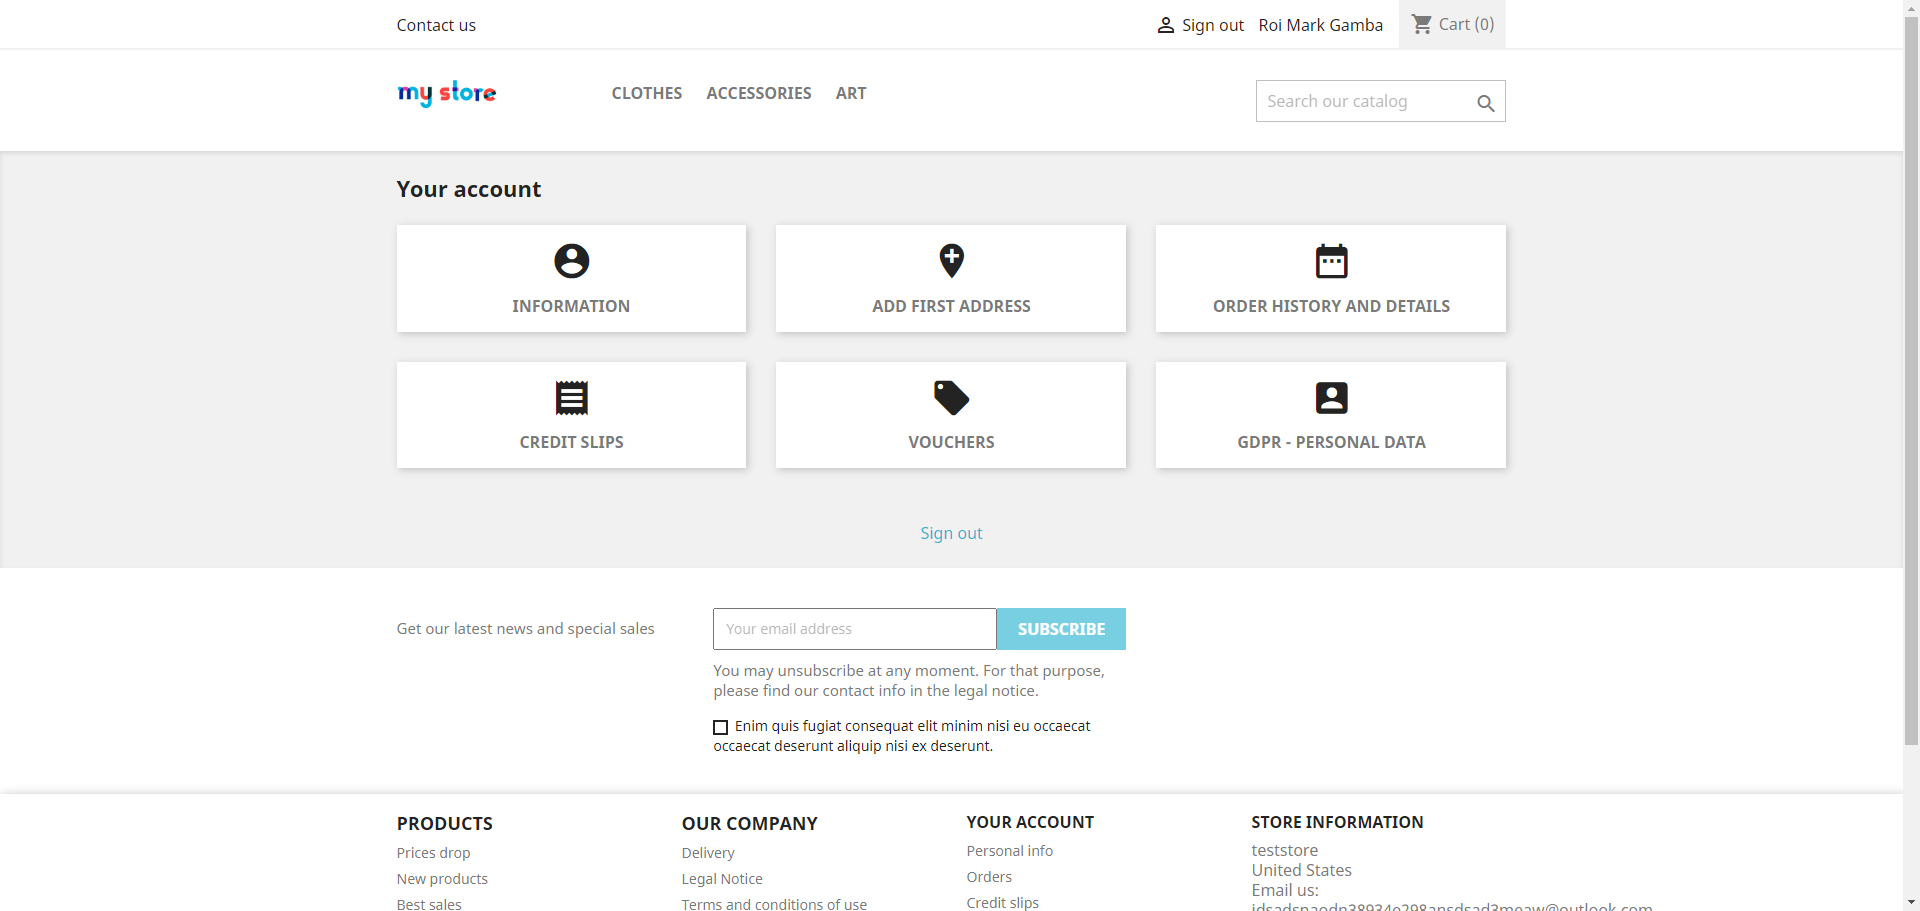 Contact us
Sign out Roi Mark Gamba Cart (0)
my store
CLOTHES ACCESSORIES ART
Search our catalog
Your account
INFORMATION
ADD FIRST ADDRESS
ORDER HISTORY AND DETAILS
CREDIT SLIPS
VOUCHERS
GDPR - PERSONAL DATA
Sign out
Get our latest news and special sales
Your email address
SUBSCRIBE
You may unsubscribe at any moment. For that purpose,
please find our contact info in the legal notice.
Enim quis fugiat consequat elit minim nisi eu occaecat
occaecat deserunt aliquip nisi ex deserunt.
PRODUCTS
Prices drop
New products
Best sales
OUR COMPANY
Delivery
Legal Notice
Terms and conditions of use
YOUR ACCOUNT
Personal info
Orders
Credit slips
STORE INFORMATION
teststore
United States
Email us: